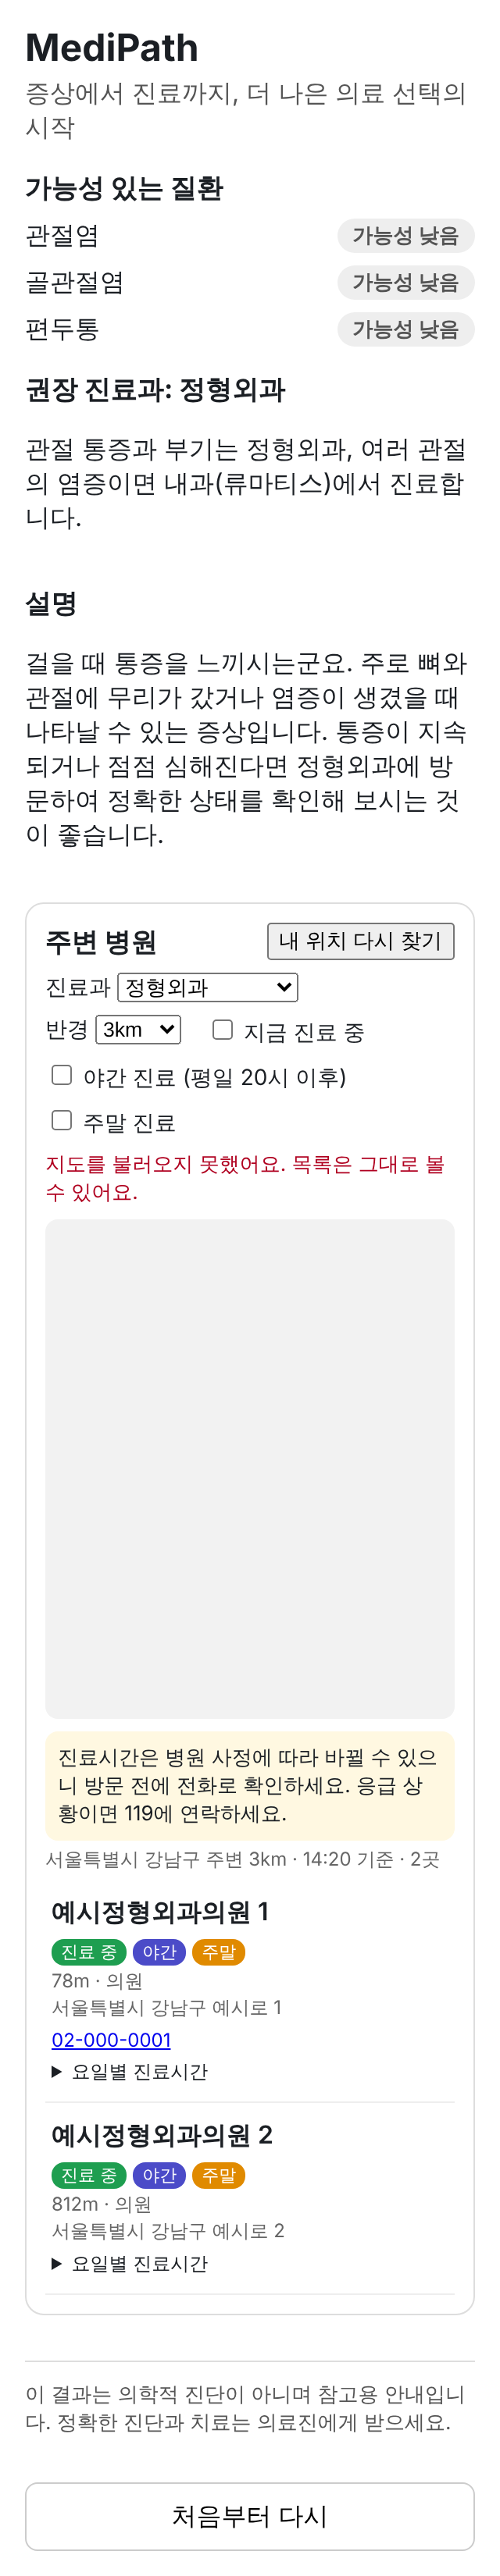 MediPath
증상에서 진료까지, 더 나은 의료 선택의
시작
가능성 있는 질환
관절염 가능성 낮음
골관절염 가능성 낮음
편두통 가능성 낮음
권장 진료과: 정형외과
관절 통증과 부기는 정형외과, 여러 관절
의 염증이면 내과(류마티스)에서 진료합
니다.
설명
걸을 때 통증을 느끼시는군요. 주로 뼈와
관절에 무리가 갔거나 염증이 생겼을 때
나타날 수 있는 증상입니다. 통증이 지속
되거나 점점 심해진다면 정형외과에 방
문하여 정확한 상태를 확인해 보시는 것
이 좋습니다.
주변 병원 내 위치 다시 찾기
진료과 정형외과
반경 3km 지금 진료 중
야간 진료 (평일 20시 이후)
주말 진료
지도를 불러오지 못했어요. 목록은 그대로 볼
수 있어요.
진료시간은 병원 사정에 따라 바뀔 수 있으
니 방문 전에 전화로 확인하세요. 응급 상
황이면 119에 연락하세요.
서울특별시 강남구 주변 3km · 14:20 기준 · 2곳
예시정형외과의원 1
진료 중 야간 주말
78m · 의원
서울특별시 강남구 예시로 1
02-000-0001
▶ 요일별 진료시간
예시정형외과의원 2
진료 중 야간 주말
812m · 의원
서울특별시 강남구 예시로 2
▶ 요일별 진료시간
이 결과는 의학적 진단이 아니며 참고용 안내입니
다. 정확한 진단과 치료는 의료진에게 받으세요.
처음부터 다시